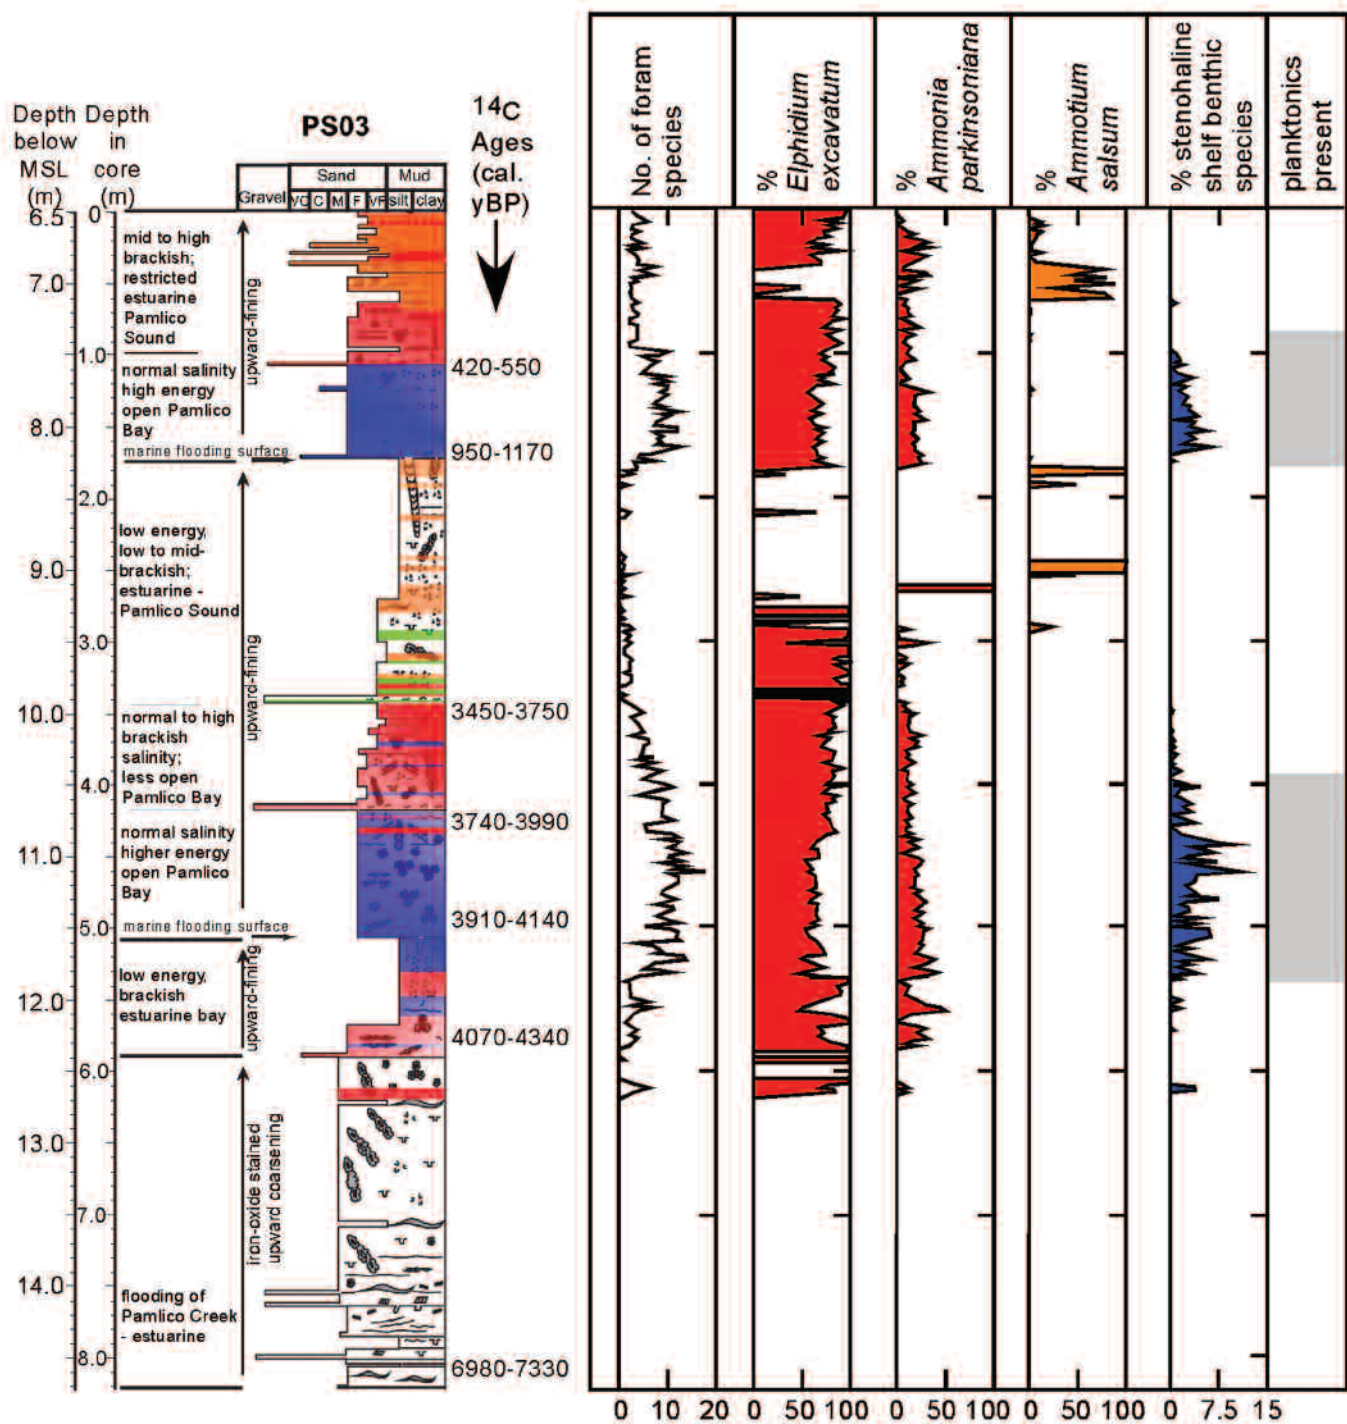 Depth below MSL (m)
Depth in core (m)
PS03
14C Ages (cal. yBP)
Gravel
Sand
Mud
VC
C
M
F
VF
silt
clay
No. of foram species
% Elphidium excavatum
% Ammonia parkinsoniana
% Ammotium salsum
% stenohaline shelf benthic species
planktonics present
6.5
7.0
8.0
9.0
10.0
11.0
12.0
13.0
14.0
0
1.0
2.0
3.0
4.0
5.0
6.0
7.0
8.0
mid to high
brackish;
restricted
estuarine
Pamlico
Sound
normal salinity
high energy
open Pamlico
Bay
marine flooding surface
low energy,
low to mid-
brackish;
estuarine -
Pamlico Sound
normal to high
brackish
salinity;
less open
Pamlico Bay
normal salinity
higher energy
open Pamlico
Bay
marine flooding surface
low energy,
brackish
estuarine bay
flooding of
Pamlico Creek
- estuarine
upward-fining
upward-fining
upward-fining
iron-oxide stained
upward coarsening
420-550
950-1170
3450-3750
3740-3990
3910-4140
4070-4340
6980-7330
0 10 20
0 50 100
0 50 100
0 50 100
0 7.5 15